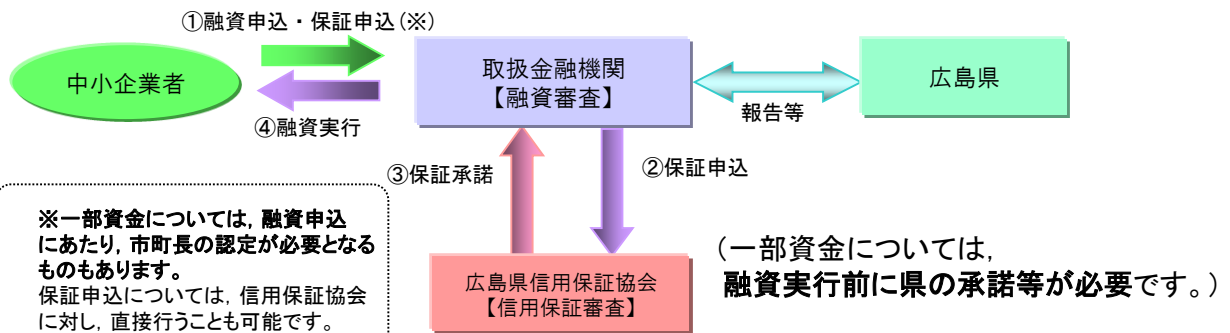 ①融資申込・保証申込(※)
中小企業者
取扱金融機関
【融資審査】
広島県
④融資実行
報告等
③保証承諾
②保証申込
※一部資金については,融資申込
にあたり,市町長の認定が必要となる
ものもあります。
保証申込については,信用保証協会
に対し,直接行うことも可能です。
広島県信用保証協会
【信用保証審査】
(一部資金については,
融資実行前に県の承諾等が必要です。)